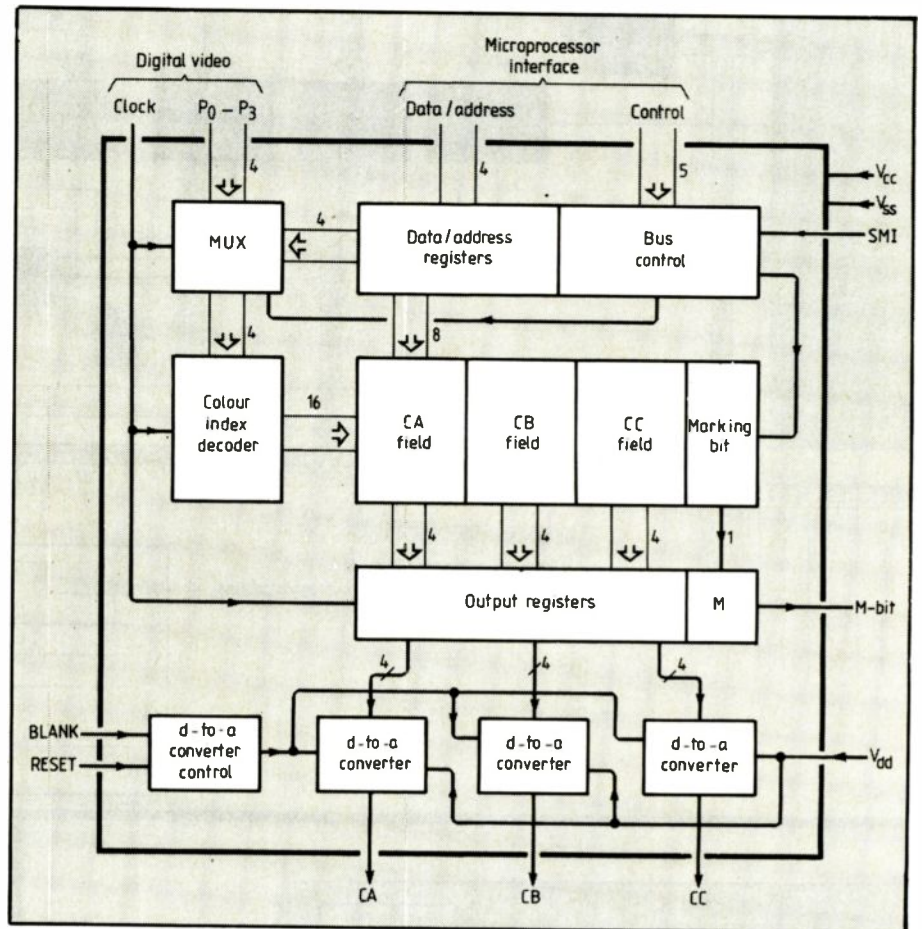 Digital video
Microprocessor
interface
Clock
P0 – P3
Data / address
Control
4
4
5
Vcc
Vss
SMI
MUX
4
Data/address
registers
Bus
control
4
8
Colour
index
decoder
16
CA
field
CB
field
CC
field
Marking
bit
4
4
4
1
Output registers
M
M-bit
4
4
4
BLANK
RESET
d-to-a
converter
control
d-to-a
converter
d-to-a
converter
d-to-a
converter
Vdd
CA
CB
CC